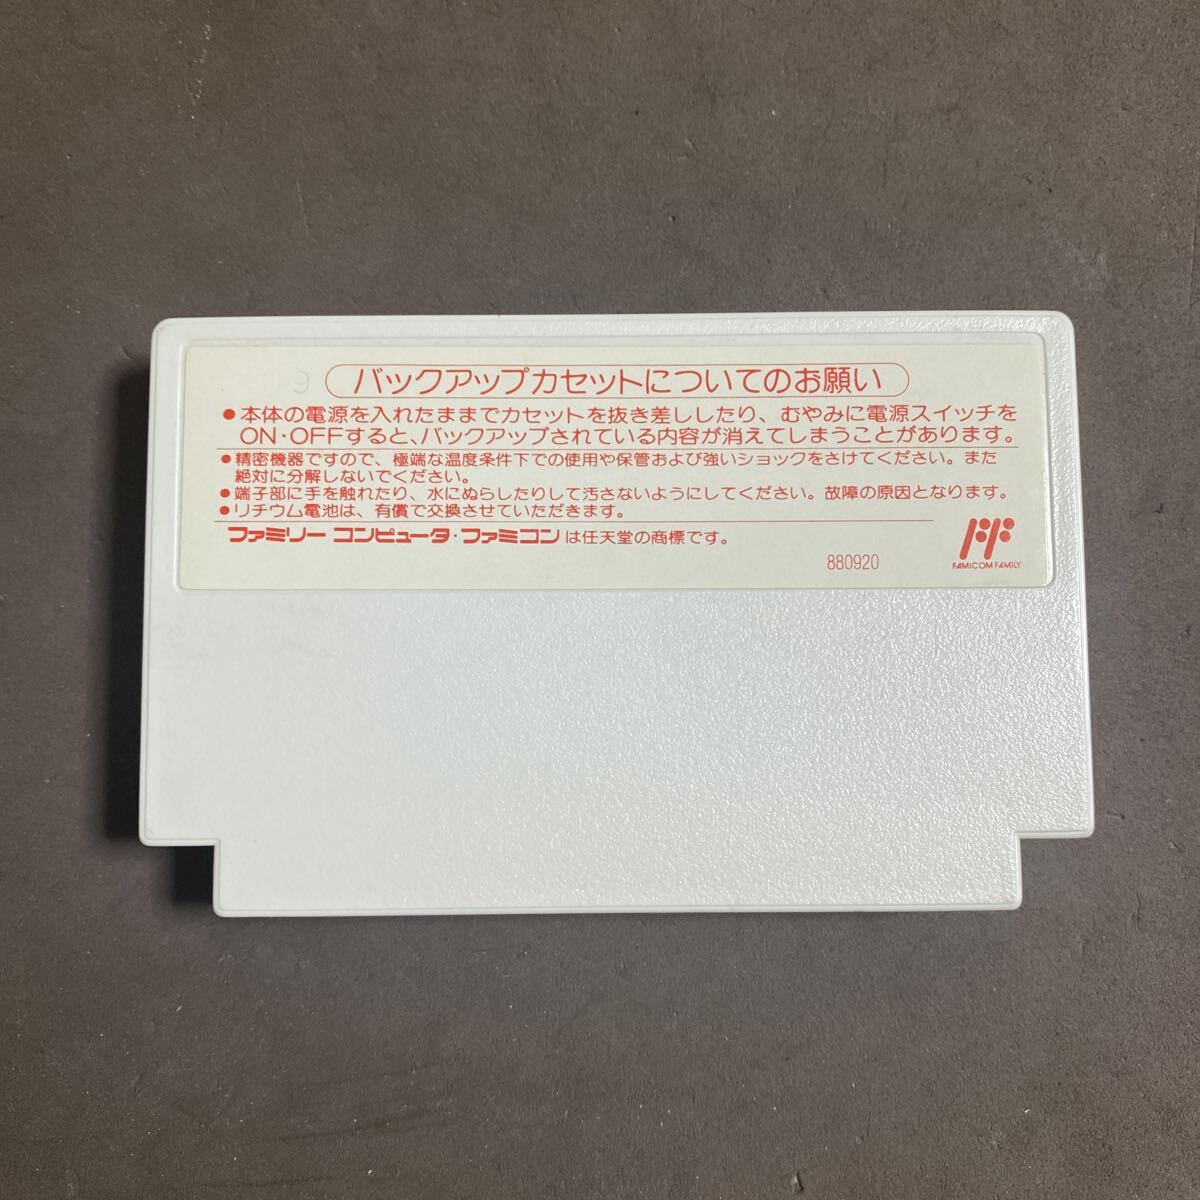 9
バックアップカセットについてのお願い
●本体の電源を入れたままでカセットを抜き差ししたり、むやみに電源スイッチを
ON・OFFすると、バックアップされている内容が消えてしまうことがあります。
●精密機器ですので、極端な温度条件下での使用や保管および強いショックをさけてください。また
絶対に分解しないでください。
●端子部に手を触れたり、水にぬらしたりして汚さないようにしてください。故障の原因となります。
●リチウム電池は、有償で交換させていただきます。
ファミリー コンピュータ・ファミコン は任天堂の商標です。
880920
FAMICOM FAMILY